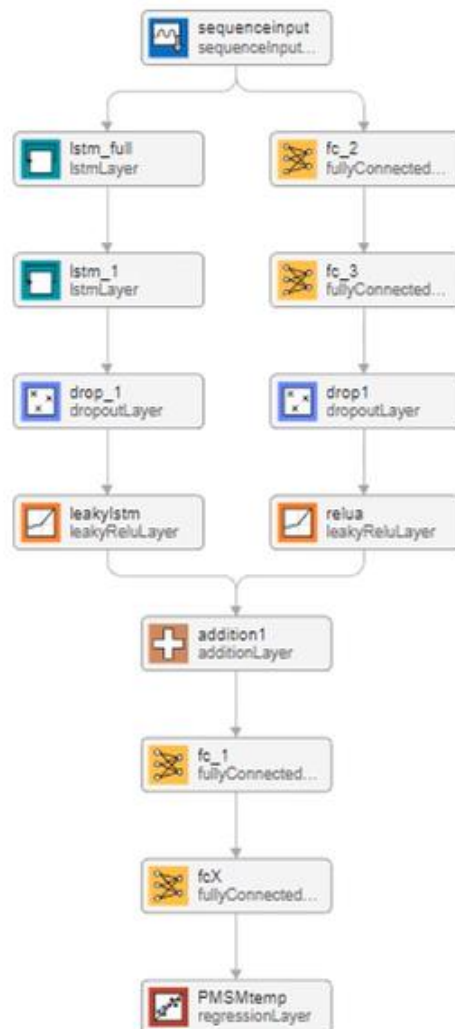 sequenceinput
sequenceInput...
lstm_full
lstmLayer
fc_2
fullyConnected...
lstm_1
lstmLayer
fc_3
fullyConnected...
drop_1
dropoutLayer
drop1
dropoutLayer
leakylstm
leakyReluLayer
relua
leakyReluLayer
addition1
additionLayer
fc_1
fullyConnected...
fcX
fullyConnected...
PMSMtemp
regressionLayer